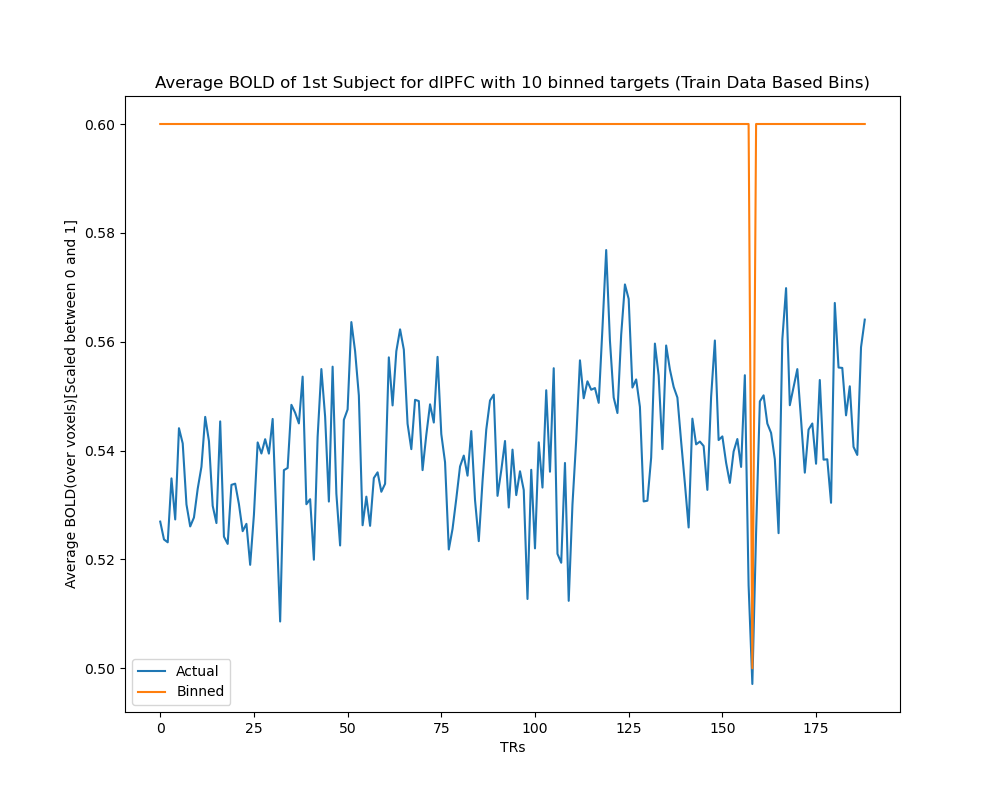 Average BOLD of 1st Subject for dlPFC with 10 binned targets (Train Data Based Bins)
Average BOLD(over voxels)[Scaled between 0 and 1]
0.60
0.58
0.56
0.54
0.52
0.50
Actual
Binned
0 25 50 75 100 125 150 175
TRs